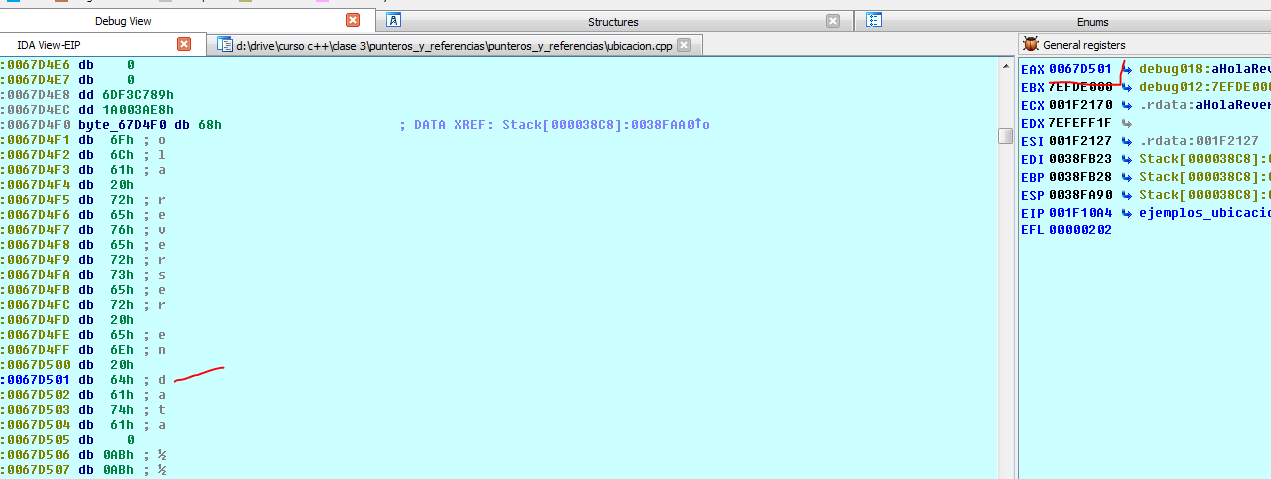 Debug View
Structures
Enums
IDA View-EIP
d:\drive\curso c++\clase 3\punteros_y_referencias\punteros_y_referencias\ubicacion.cpp
General registers
:0067D4E6 db 0
:0067D4E7 db 0
:0067D4E8 dd 6DF3C789h
:0067D4EC dd 1A003AE8h
:0067D4F0 byte_67D4F0 db 68h ; DATA XREF: Stack[000038C8]:0038FAA0↑o
:0067D4F1 db 6Fh ; o
:0067D4F2 db 6Ch ; l
:0067D4F3 db 61h ; a
:0067D4F4 db 20h
:0067D4F5 db 72h ; r
:0067D4F6 db 65h ; e
:0067D4F7 db 76h ; v
:0067D4F8 db 65h ; e
:0067D4F9 db 72h ; r
:0067D4FA db 73h ; s
:0067D4FB db 65h ; e
:0067D4FC db 72h ; r
:0067D4FD db 20h
:0067D4FE db 65h ; e
:0067D4FF db 6Eh ; n
:0067D500 db 20h
:0067D501 db 64h ; d
:0067D502 db 61h ; a
:0067D503 db 74h ; t
:0067D504 db 61h ; a
:0067D505 db 0
:0067D506 db 0ABh ; ½
:0067D507 db 0ABh ; ½
EAX 0067D501 debug018:aHolaRe
EBX 7EFDE000 debug012:7EFDE00
ECX 001F2170 .rdata:aHolaRever
EDX 7EFEFF1F
ESI 001F2127 .rdata:001F2127
EDI 0038FB23 Stack[000038C8]:
EBP 0038FB28 Stack[000038C8]:
ESP 0038FA90 Stack[000038C8]:
EIP 001F10A4 ejemplos_ubicaci
EFL 00000202